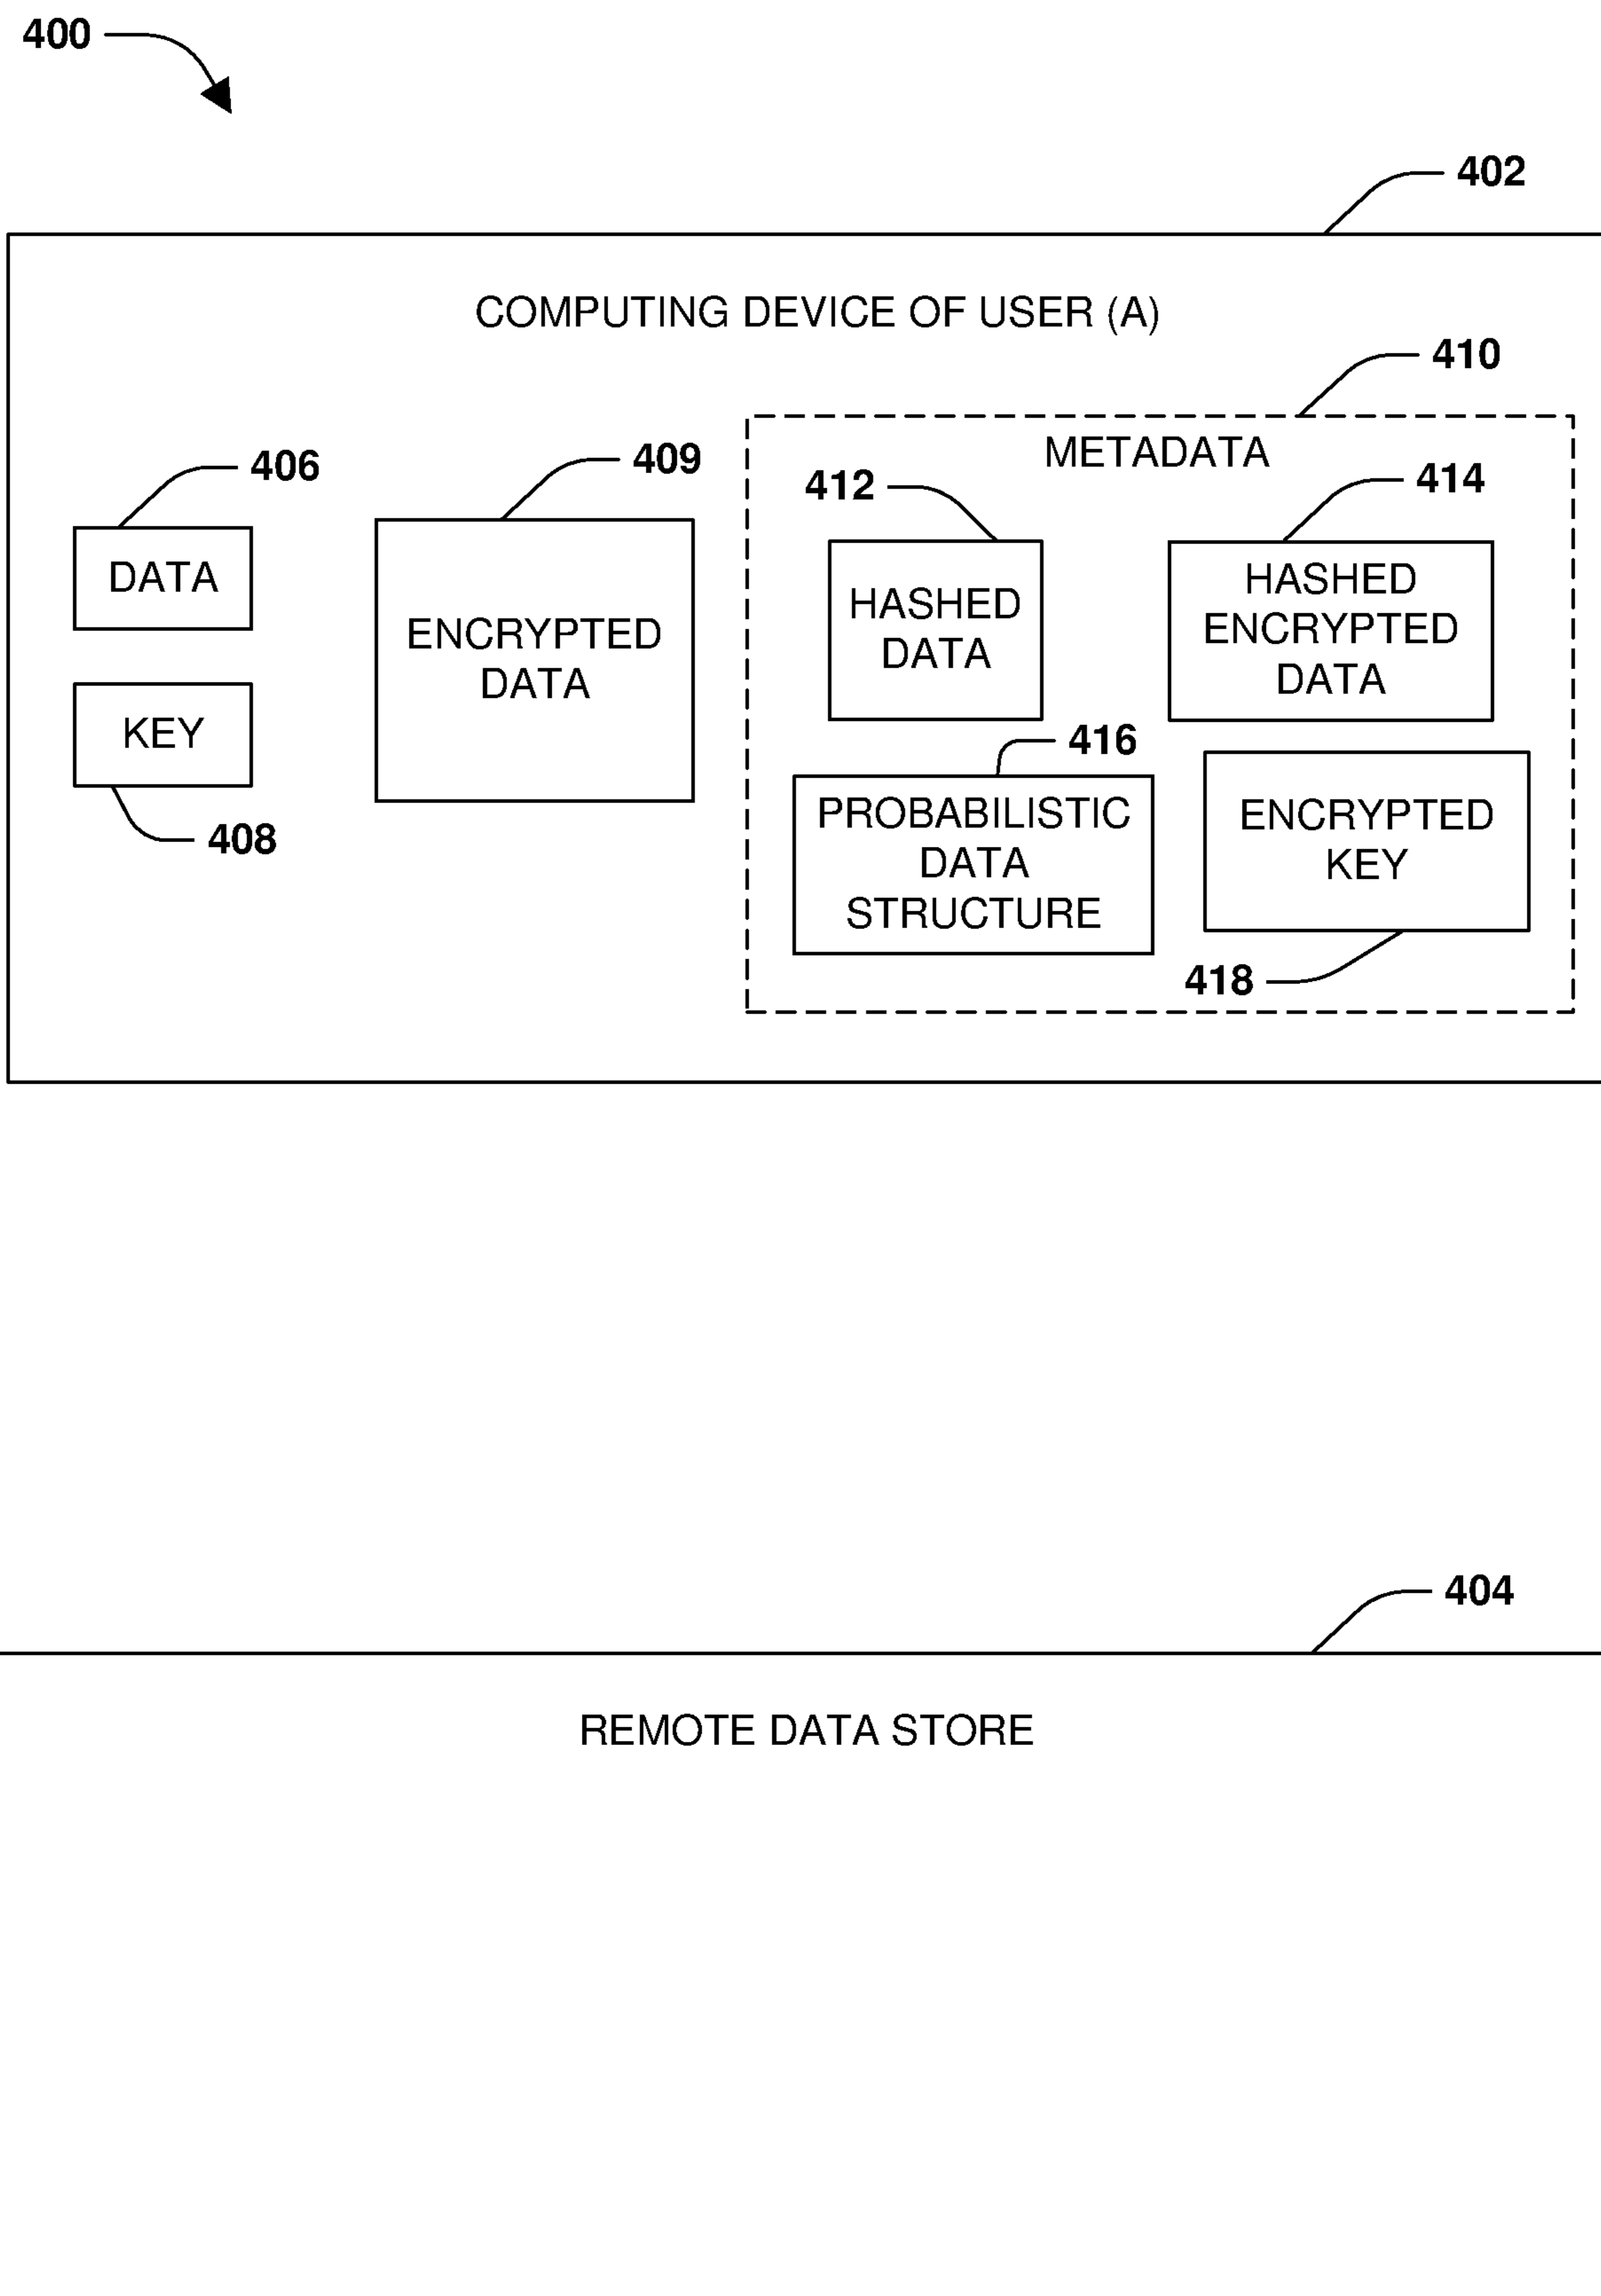 400
402
COMPUTING DEVICE OF USER (A)
410
METADATA
406
409
412
414
DATA
ENCRYPTED
DATA
HASHED
DATA
HASHED
ENCRYPTED
DATA
KEY
408
416
PROBABILISTIC
DATA
STRUCTURE
ENCRYPTED
KEY
418
404
REMOTE DATA STORE